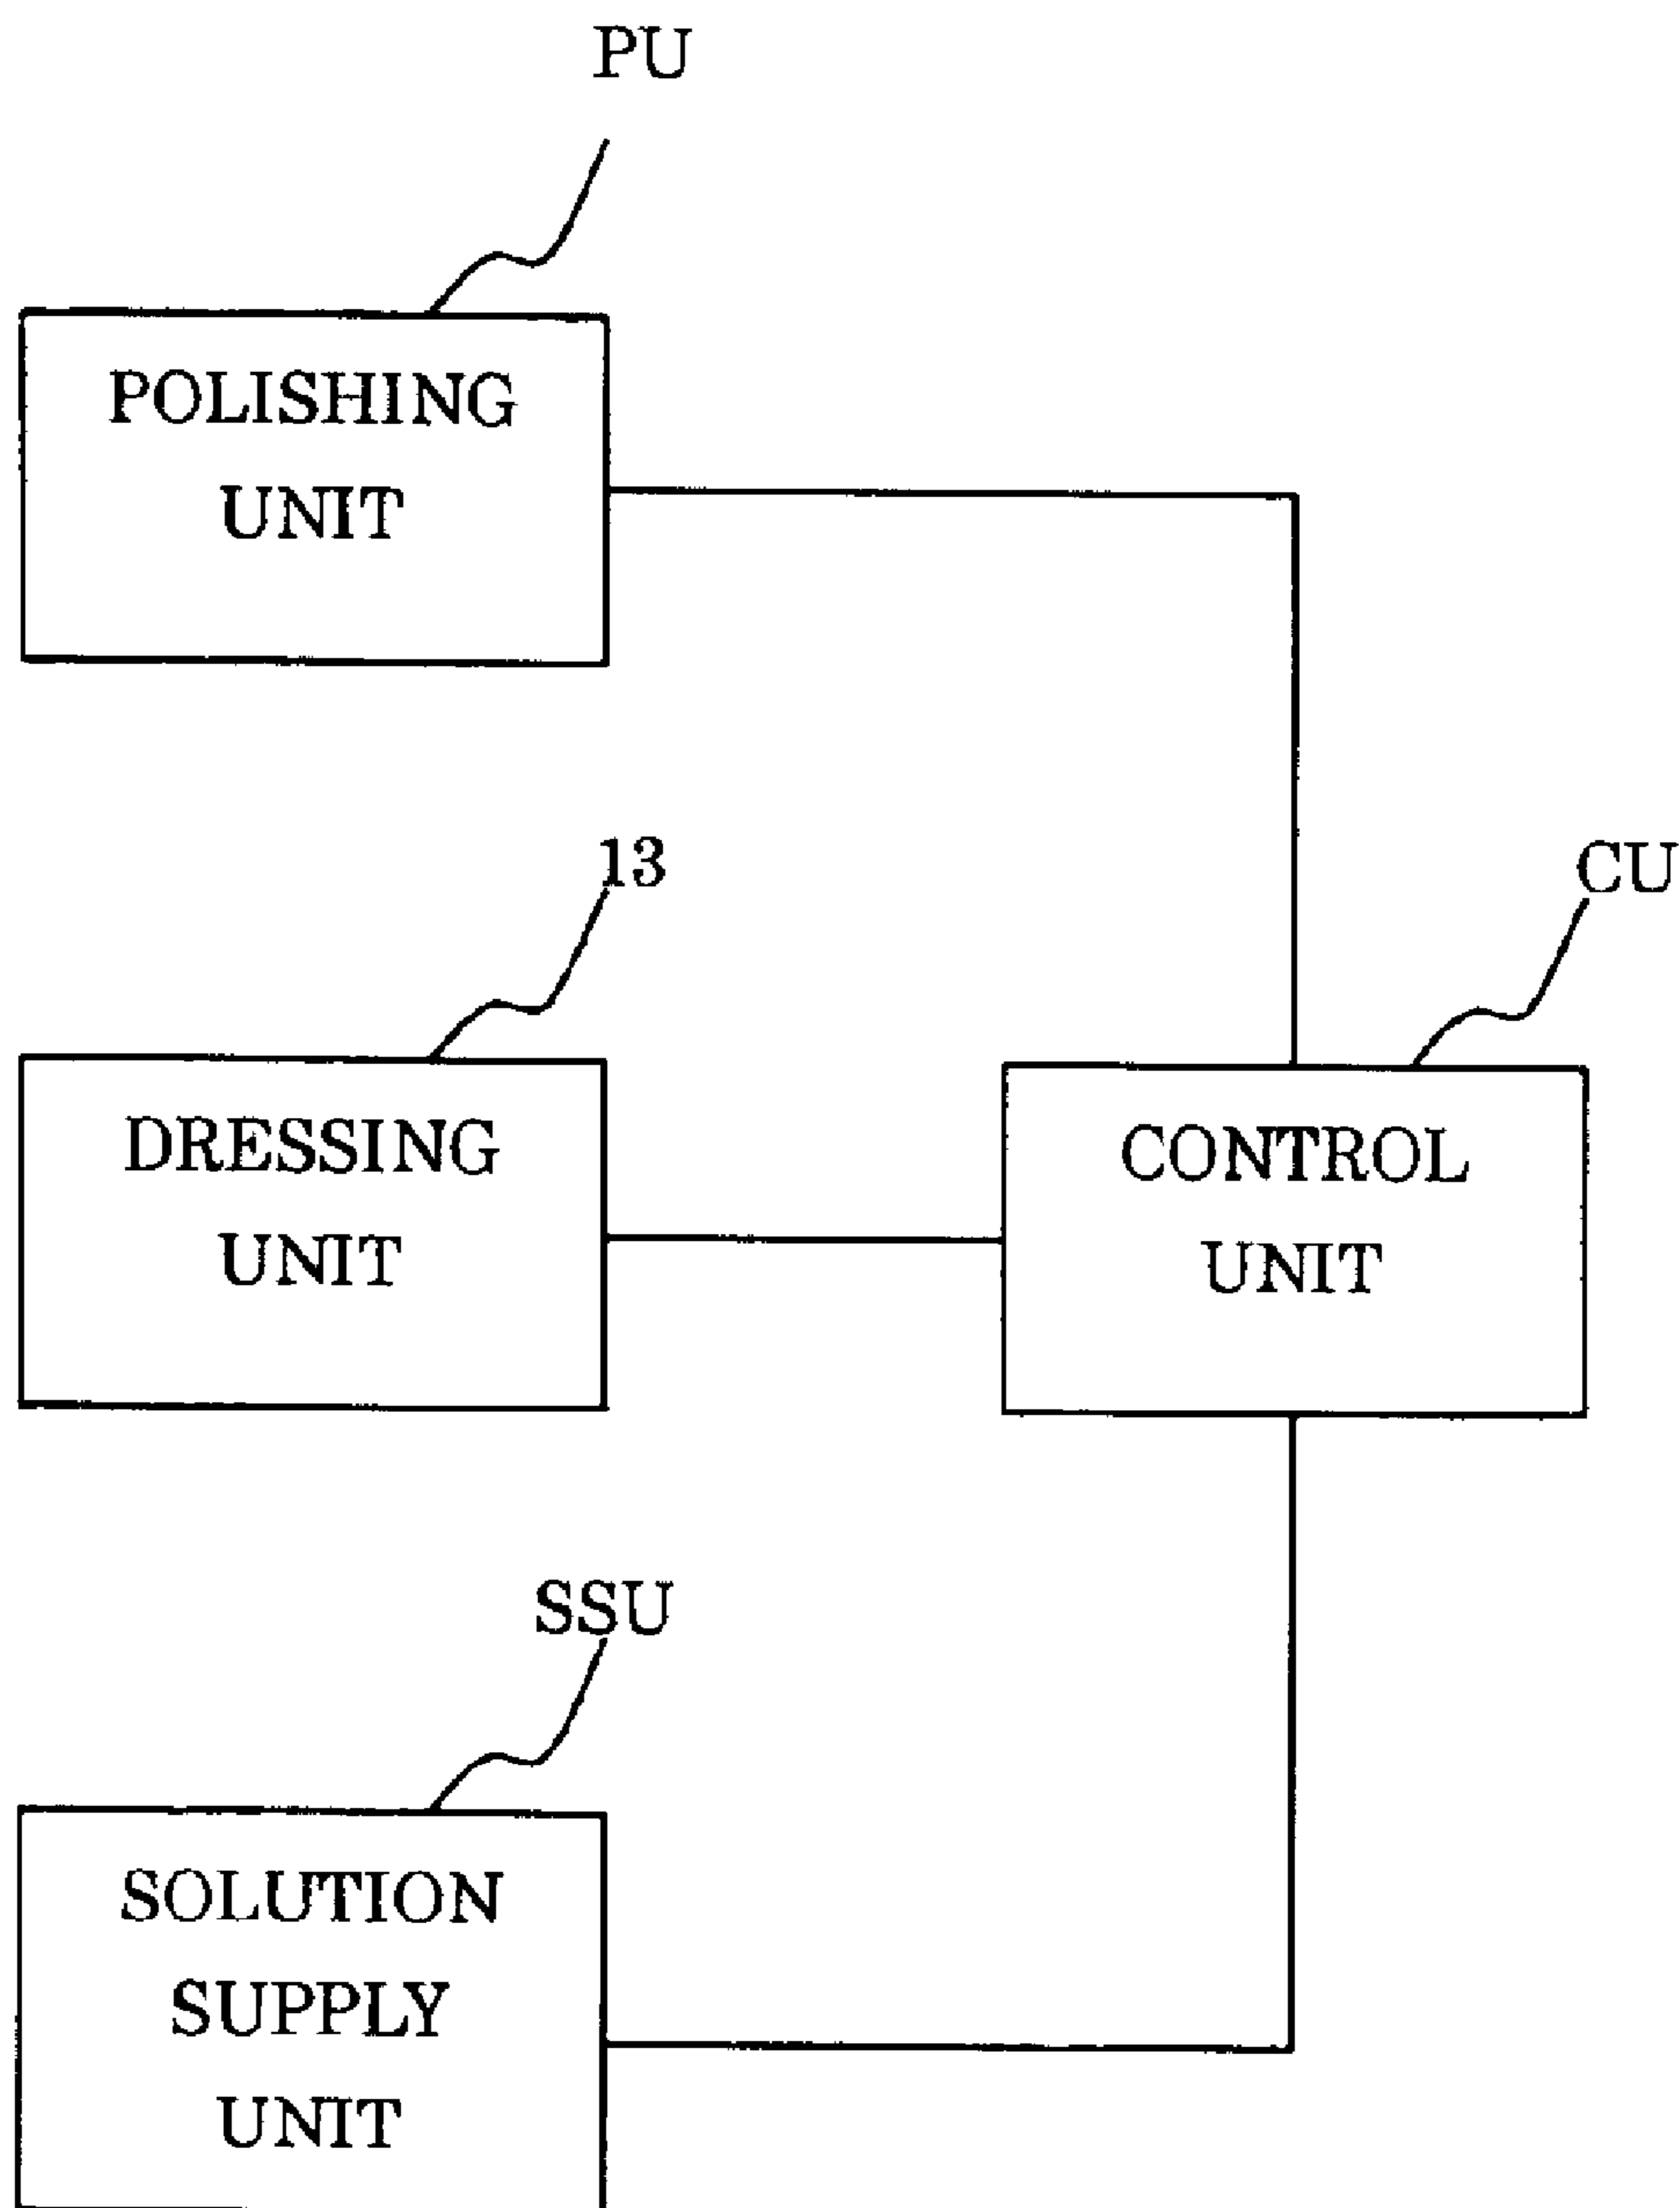 PU
POLISHING
UNIT
13
CU
DRESSING
UNIT
CONTROL
UNIT
SSU
SOLUTION
SUPPLY
UNIT